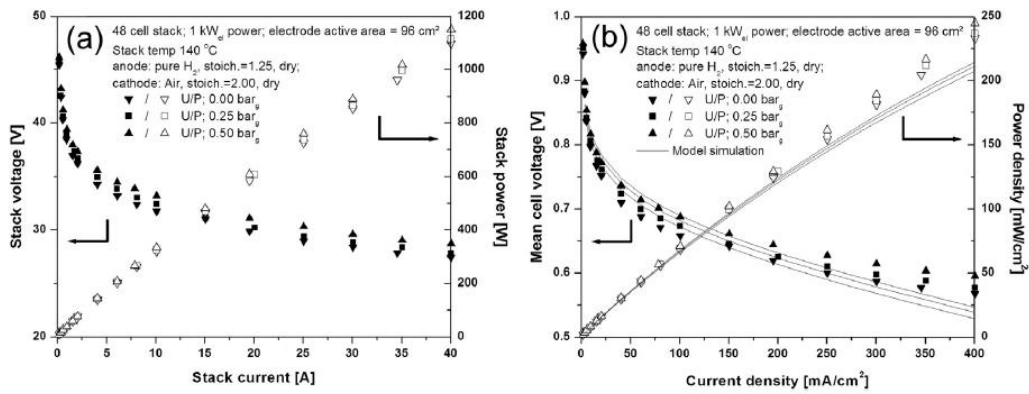 (a)
48 cell stack; 1 kWel power; electrode active area = 96 cm²
Stack temp 140 °C
anode: pure H2, stoich.=1.25, dry;
cathode: Air, stoich.=2.00, dry
/ U/P; 0.00 barg
/ U/P; 0.25 barg
/ U/P; 0.50 barg
Stack voltage [V]
50
40
30
20
Stack power [W]
1200
1000
800
600
400
200
0
0 5 10 15 20 25 30 35 40
Stack current [A]
(b)
48 cell stack; 1 kWel power; electrode active area = 96 cm²
Stack temp 140 °C
anode: pure H2, stoich.=1.25, dry;
cathode: Air, stoich.=2.00, dry
/ U/P; 0.00 barg
/ U/P; 0.25 barg
/ U/P; 0.50 barg
Model simulation
Mean cell voltage [V]
1.0
0.9
0.8
0.7
0.6
0.5
Power density [mW/cm²]
250
200
150
100
50
0
0 50 100 150 200 250 300 350 400
Current density [mA/cm²]